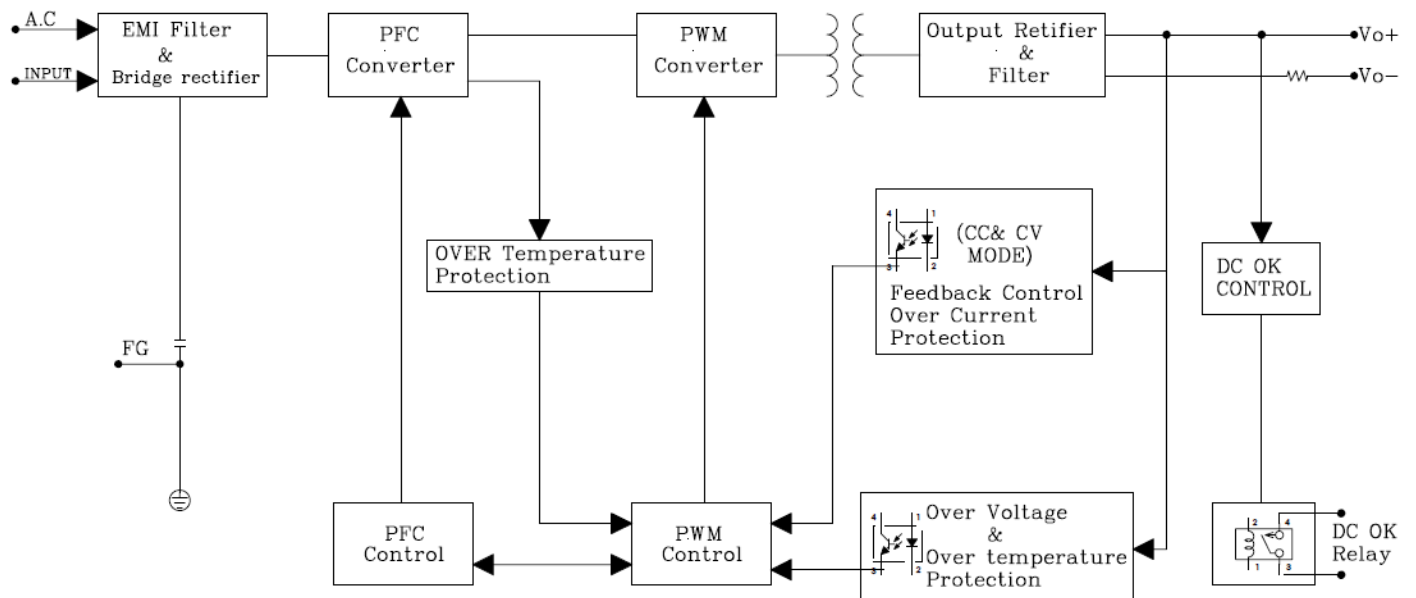 A.C
INPUT
EMI Filter
&
Bridge rectifier
PFC
Converter
PWM
Converter
Output Retifier
&
Filter
Vo+
Vo-
OVER Temperature
Protection
4
1
3
2
(CC& CV
MODE)
Feedback Control
Over Current
Protection
DC OK
CONTROL
FG
PFC
Control
PWM
Control
4
1
3
2
Over Voltage
&
Over temperature
Protection
2
4
1
3
DC OK
Relay